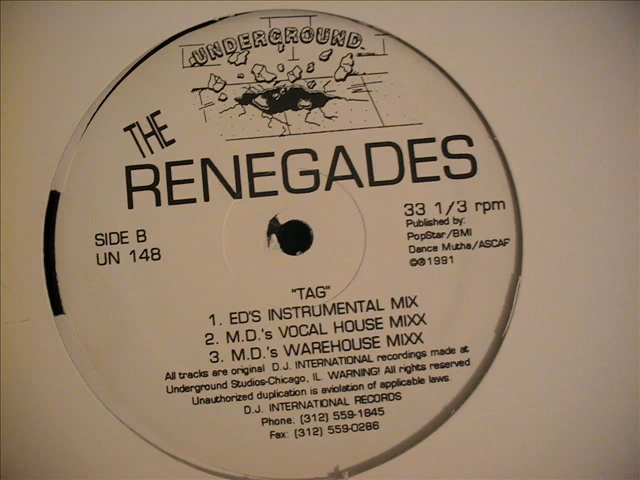 UNDERGROUND
THE
RENEGADES
SIDE B
UN 148
33 1/3 rpm
Published by:
PopStar/BMI
Dance Mutha/ASCAP
©®1991
"TAG"
1. ED'S INSTRUMENTAL MIX
2. M.D.'s VOCAL HOUSE MIXX
3. M.D.'s WAREHOUSE MIXX
All tracks are original D.J. INTERNATIONAL recordings made at
Underground Studios-Chicago, IL. WARNING! All rights reserved
Unauthorized duplication is aviolation of applicable laws.
D.J. INTERNATIONAL RECORDS
Phone. (312) 559-1845
Fax: (312) 559-0286